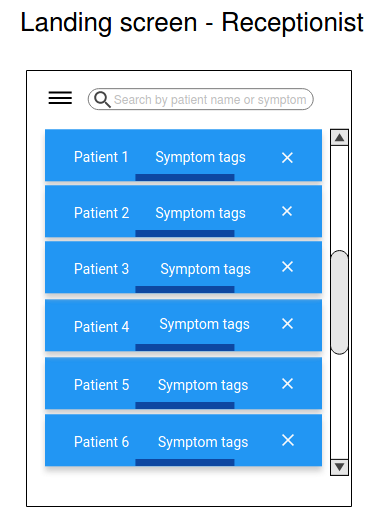 Landing screen - Receptionist
Search by patient name or symptom
Patient 1 Symptom tags
Patient 2 Symptom tags
Patient 3 Symptom tags
Patient 4 Symptom tags
Patient 5 Symptom tags
Patient 6 Symptom tags